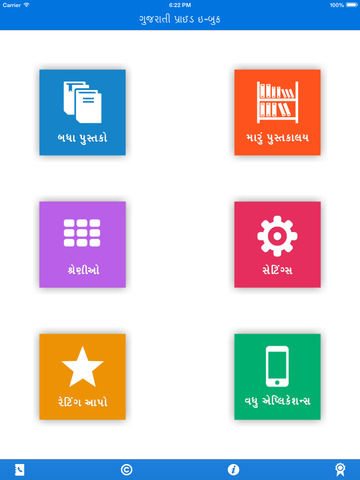 Carrier 6:22 PM 100%
ગુજરાતી પ્રાઇડ ઇ-બુક
બધા પુસ્તકો મારું પુસ્તકાલય
શ્રેણીઓ સેટિંગ્સ
રેટિંગ આપો વધુ એપ્લિકેશન્સ